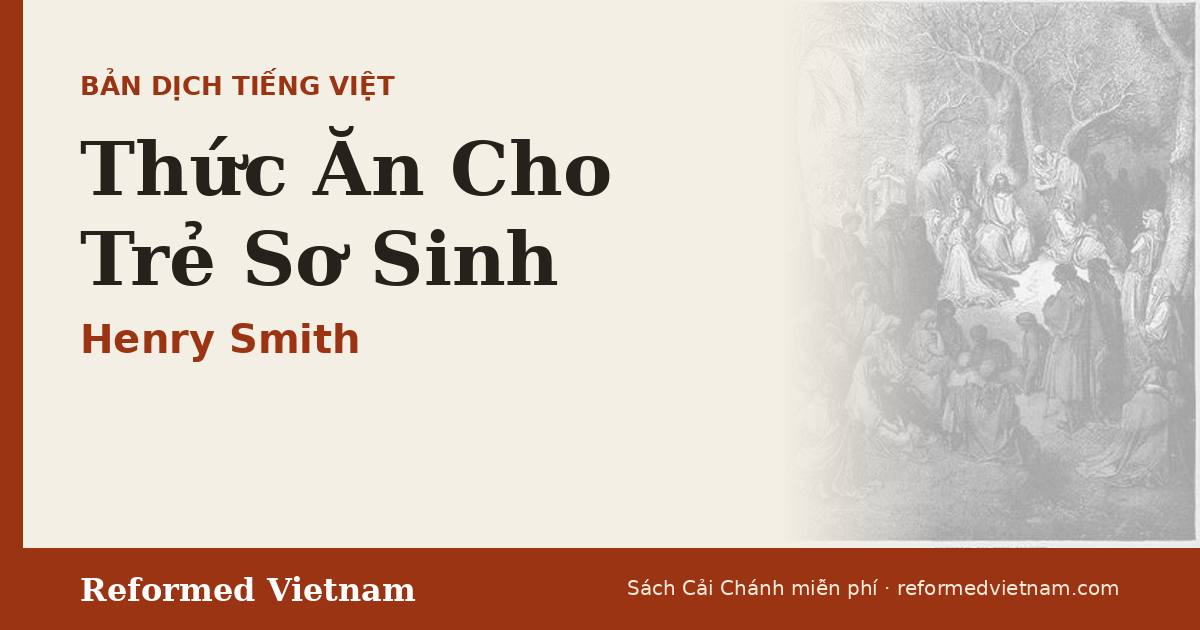 BẢN DỊCH TIẾNG VIỆT
Thức Ăn Cho
Trẻ Sơ Sinh
Henry Smith
Reformed Vietnam
Sách Cải Chánh miễn phí · reformedvietnam.com